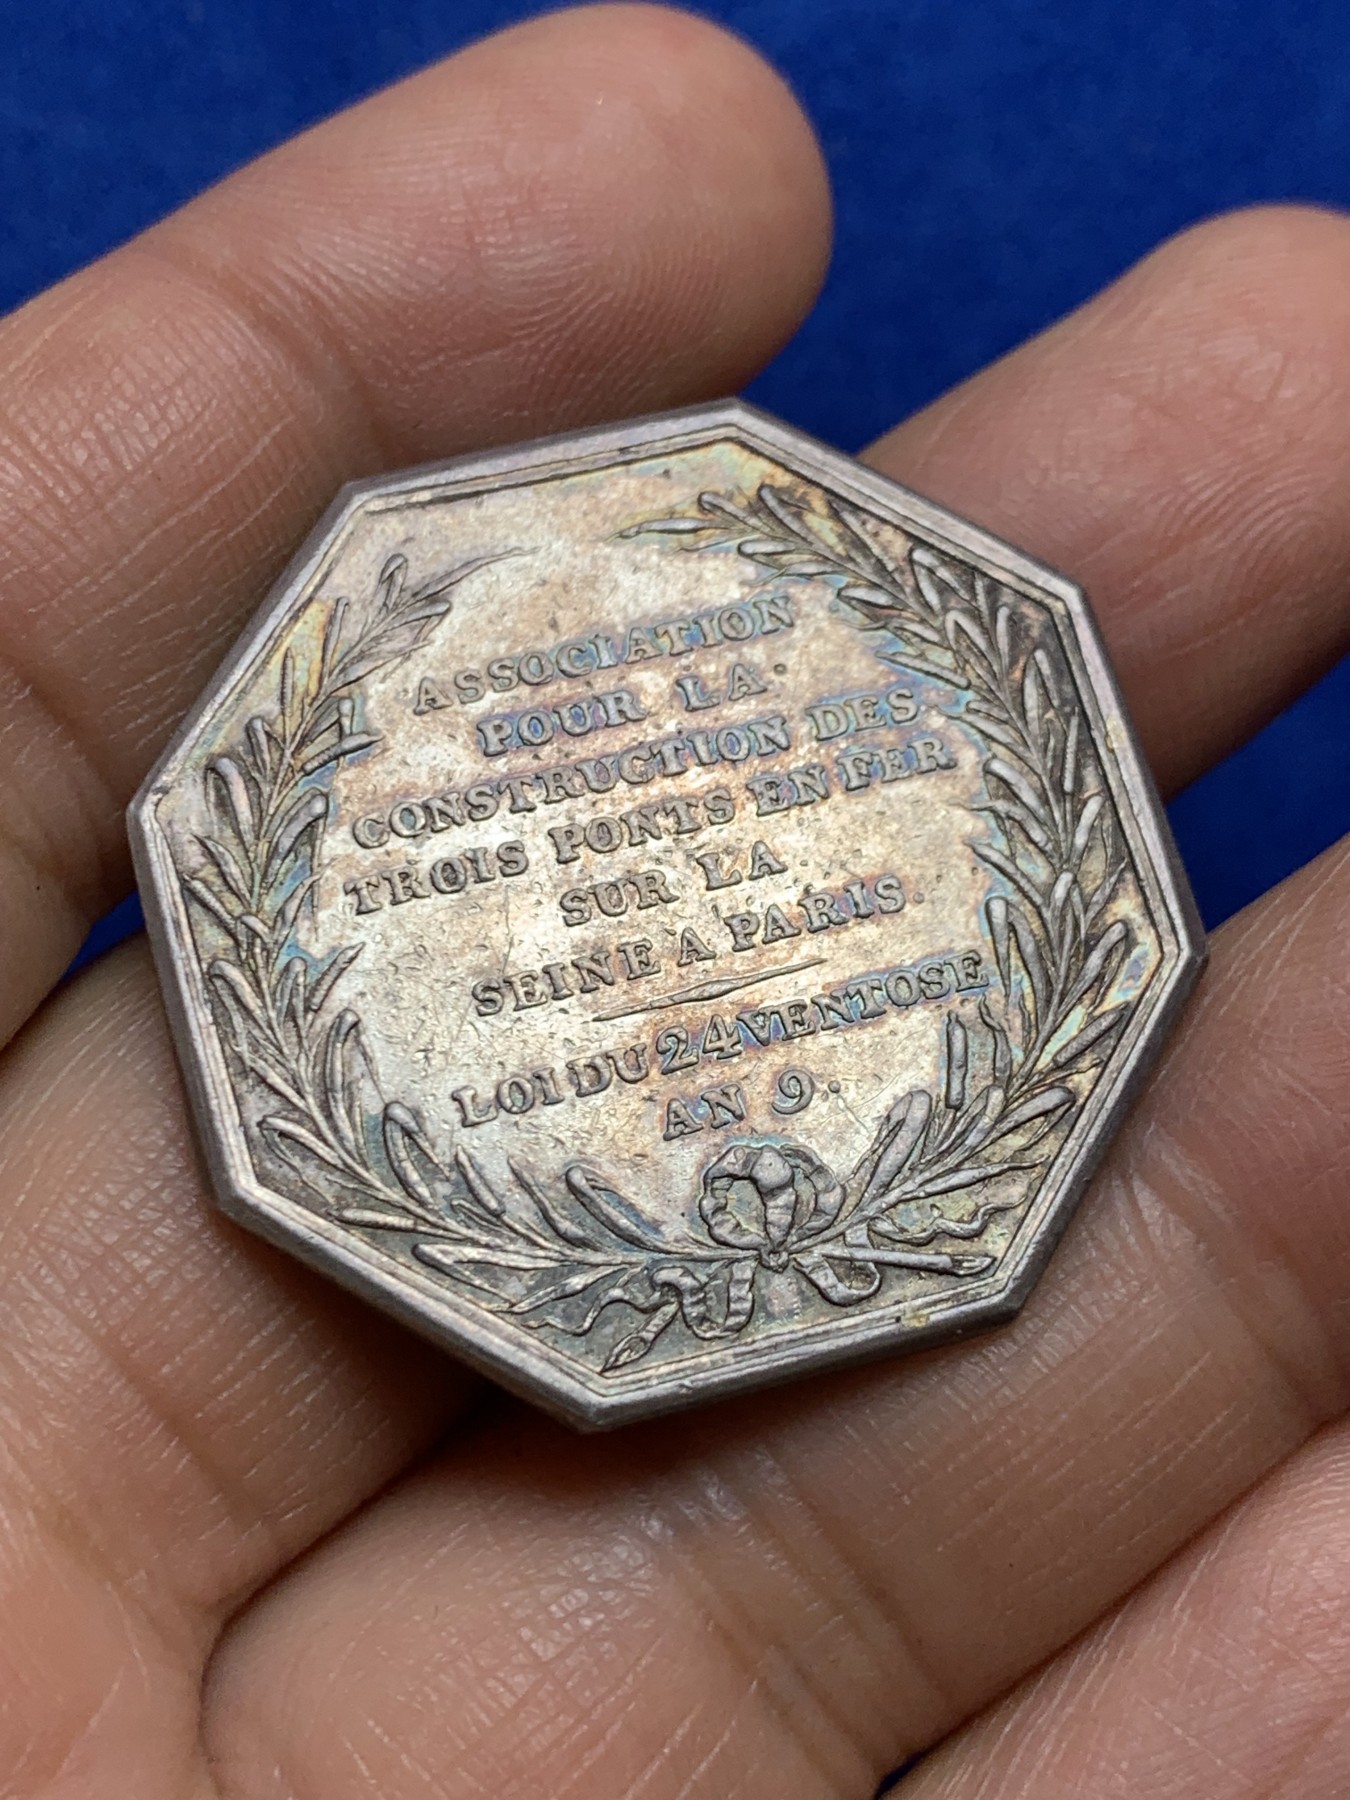 ASSOCIATION
POUR LA.
CONSTRUCTION DES
TROIS PONTS EN FER
SUR LA
SEINE A PARIS.
LOI DU 24 VENTOSE
AN 9.